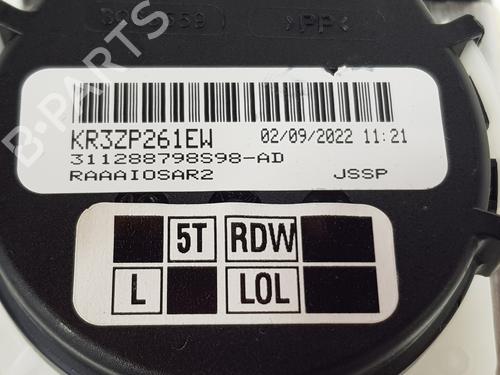 >PP<
KR3ZP261EW 02/09/2022 11:21
311288798S98-AD
RAAAIOSAR2 JSSP
5T RDW
L LOL
B-PARTS